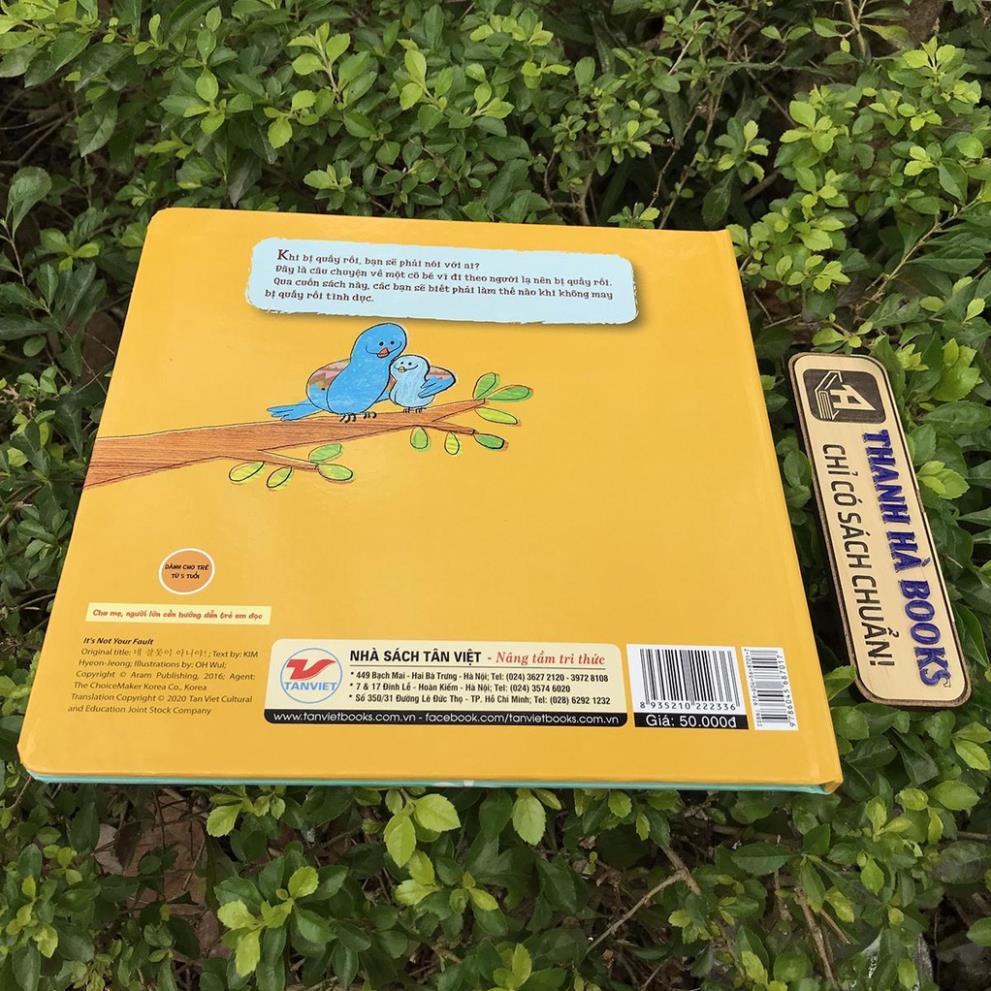 Khi bị quấy rối, bạn sẽ phải nói với ai?
Đây là câu chuyện về một cô bé vì đi theo người lạ nên bị quấy rối.
Qua cuốn sách này, các bạn sẽ biết phải làm thế nào khi không may
bị quấy rối tình dục.
DÀNH CHO TRẺ
TỪ 5 TUỔI
Cha mẹ, người lớn cần hướng dẫn trẻ em đọc
It's Not Your Fault
Original title: 네 잘못이 아니야!; Text by: KIM
Hyeon-Jeong; Illustrations by: OH Wul;
Copyright © Aram Publishing, 2016; Agent:
The ChoiceMaker Korea Co., Korea
Translation Copyright © 2020 Tan Viet Cultural
and Education Joint Stock Company
TANVIET
NHÀ SÁCH TÂN VIỆT - Nâng tầm tri thức
* 449 Bạch Mai - Hai Bà Trưng - Hà Nội; Tel: (024) 3627 2120 - 3972 8108
* 7 & 17 Đinh Lễ - Hoàn Kiếm - Hà Nội; Tel: (024) 3574 6020
* Số 350/31 Đường Lê Đức Thọ - TP. Hồ Chí Minh; Tel: (028) 6292 1232
www.tanvietbooks.com.vn - facebook.com/tanvietbooks.com.vn
8 935210 222336
Giá: 50.000đ
THANH HÀ BOOKS
CHỈ CÓ SÁCH CHUẨN!